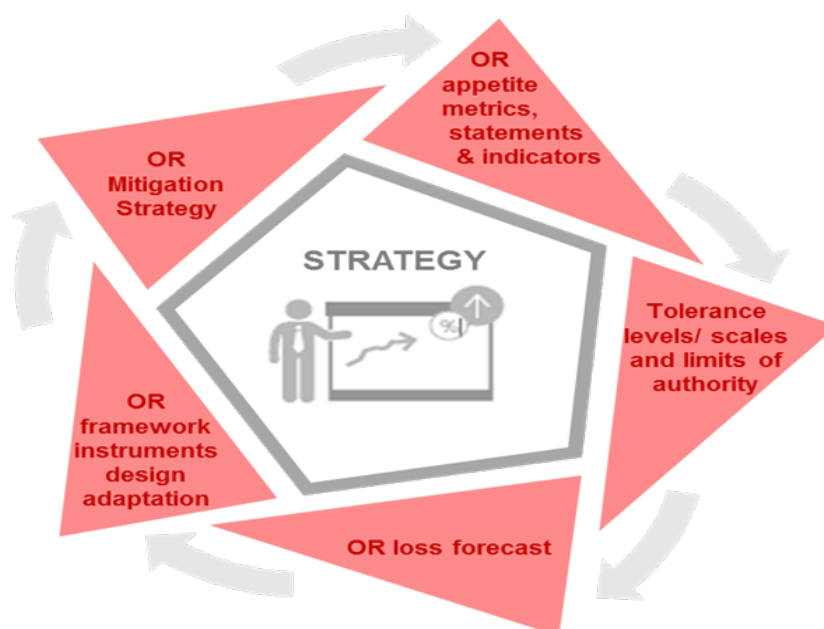 OR
appetite
metrics,
statements
& indicators
OR
Mitigation
Strategy
STRATEGY
%
Tolerance
levels/ scales
and limits of
authority
OR
framework
instruments
design
adaptation
OR loss forecast